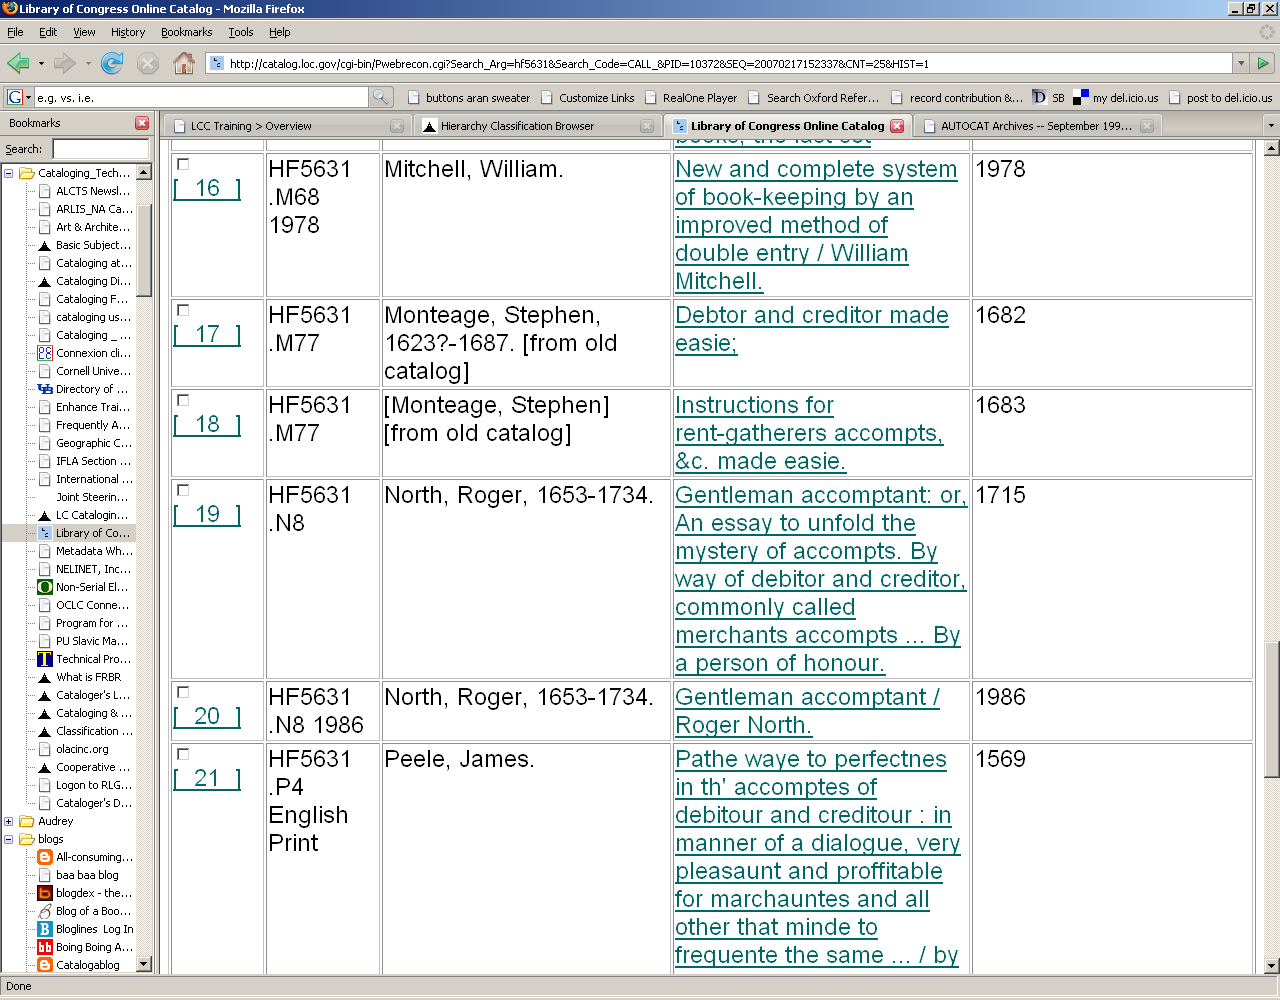 Library of Congress Online Catalog - Mozilla Firefox
File Edit View History Bookmarks Tools Help
http://catalog.loc.gov/cgi-bin/Pwebrecon.cgi?Search_Arg=hf5631&Search_Code=CALL_&PID=10372&SEQ=20070217152337&CNT=25&HIST=1
G e.g. vs. i.e. buttons aran sweater Customize Links RealOne Player Search Oxford Refer... record contribution &... D SB my del.icio.us post to del.icio.us
Bookmarks
LCC Training > Overview Hierarchy Classification Browser Library of Congress Online Catalog AUTOCAT Archives -- September 199...
Search:
Cataloging_Tech...
ALCTS Newsl...
ARLIS_NA Ca...
Art & Archite...
Basic Subject...
Cataloging at...
Cataloging Di...
Cataloging F...
cataloging us...
Cataloging _ ...
Connexion cli...
Cornell Unive...
Directory of ...
Enhance Trai...
Frequently A...
Geographic C...
IFLA Section ...
International ...
Joint Steerin...
LC Catalogin...
Library of Co...
Metadata Wh...
NELINET, Inc...
Non-Serial El...
OCLC Conne...
Program for ...
PU Slavic Ma...
Technical Pro...
What is FRBR
Cataloger's L...
Cataloging & ...
Classification ...
olacinc.org
Cooperative ...
Logon to RLG...
Cataloger's D...
Audrey
blogs
All-consuming...
baa baa blog
blogdex - the...
Blog of a Boo...
Bloglines Log In
Boing Boing A...
Catalogablog
[ 16 ]
HF5631
.M68
1978
Mitchell, William.
New and complete system
of book-keeping by an
improved method of
double entry / William
Mitchell.
1978
[ 17 ]
HF5631
.M77
Monteage, Stephen,
1623?-1687. [from old
catalog]
Debtor and creditor made
easie;
1682
[ 18 ]
HF5631
.M77
[Monteage, Stephen]
[from old catalog]
Instructions for
rent-gatherers accompts,
&c. made easie.
1683
[ 19 ]
HF5631
.N8
North, Roger, 1653-1734.
Gentleman accomptant: or,
An essay to unfold the
mystery of accompts. By
way of debitor and creditor,
commonly called
merchants accompts ... By
a person of honour.
1715
[ 20 ]
HF5631
.N8 1986
North, Roger, 1653-1734.
Gentleman accomptant /
Roger North.
1986
[ 21 ]
HF5631
.P4
English
Print
Peele, James.
Pathe waye to perfectnes
in th' accomptes of
debitour and creditour : in
manner of a dialogue, very
pleasaunt and proffitable
for marchauntes and all
other that minde to
frequente the same ... / by
1569
Done